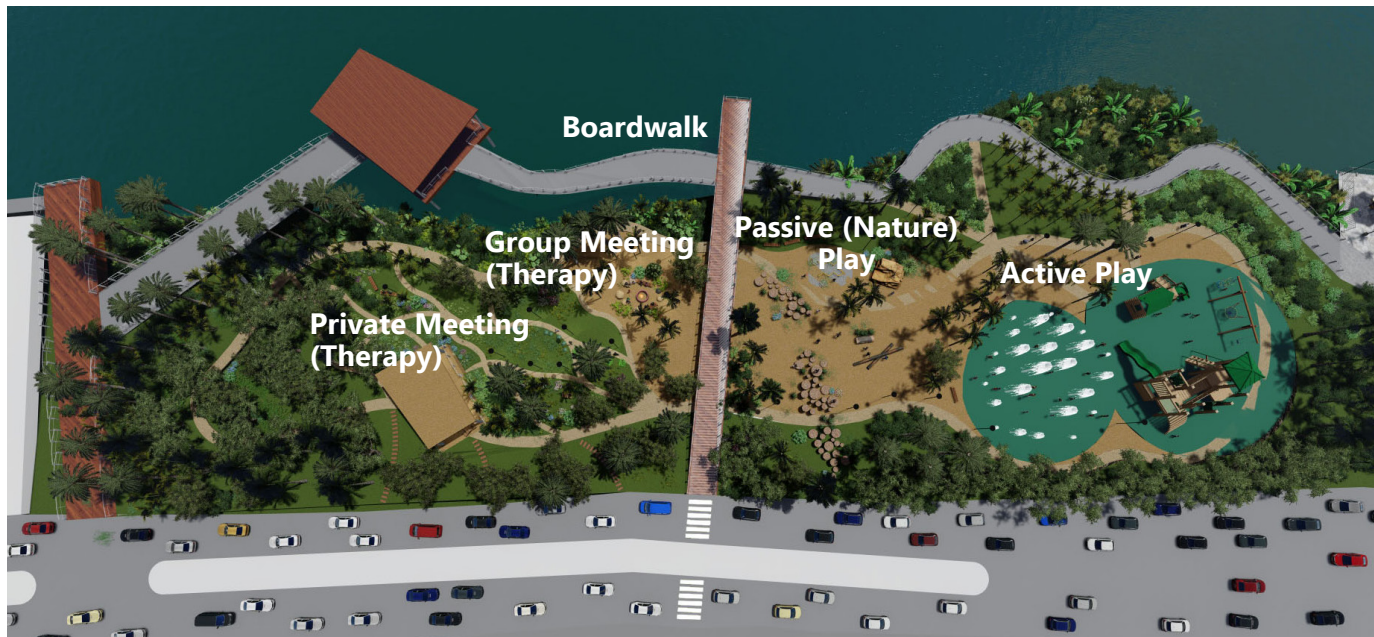 Boardwalk
Group Meeting
(Therapy)
Passive (Nature)
Play
Active Play
Private Meeting
(Therapy)